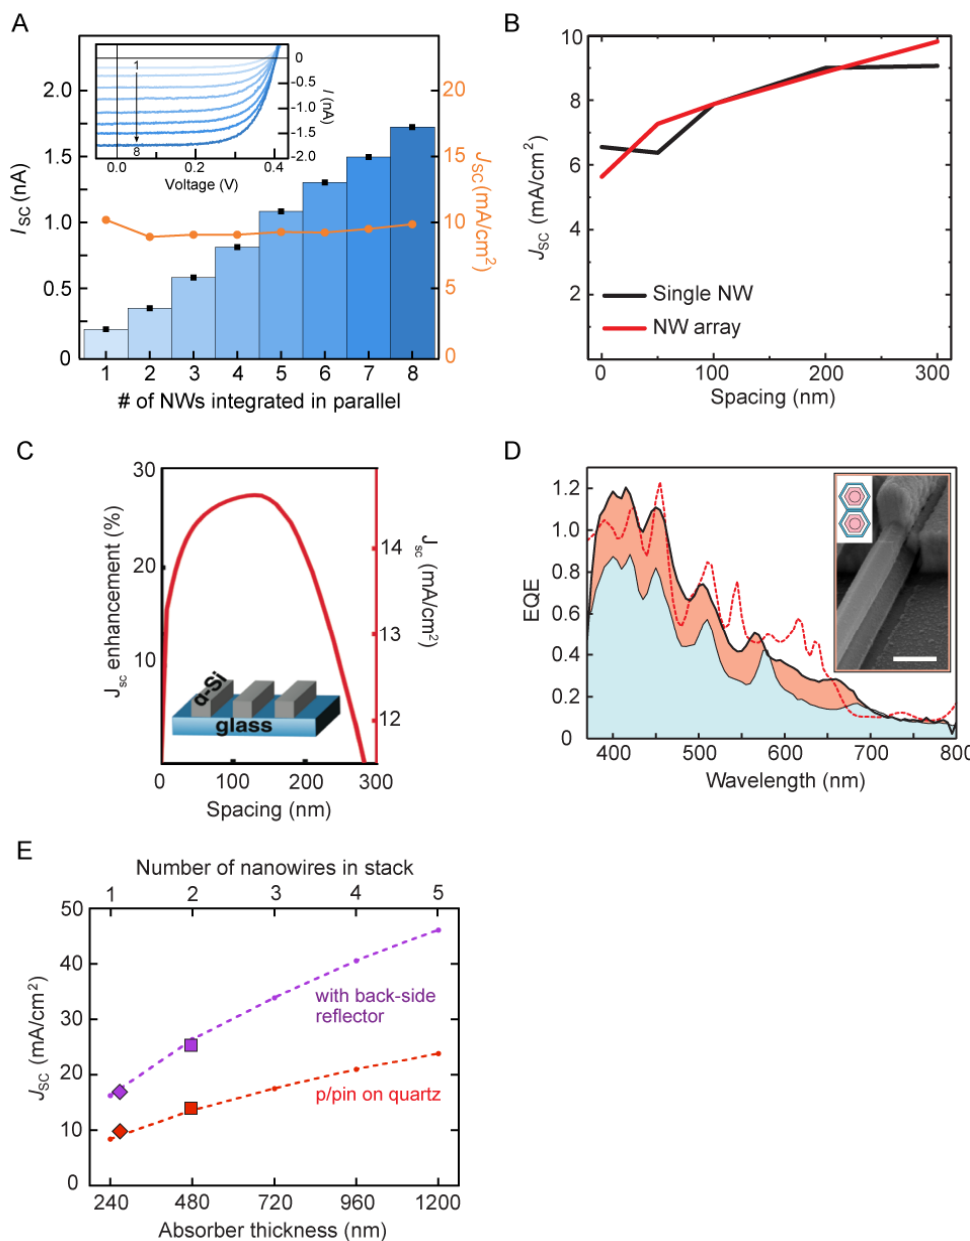 A
2.0
1.5
1.0
0.5
0
I_SC (nA)
1
8
0
-0.5
-1.0
-1.5
-2.0
I (nA)
0.0 0.2 0.4
Voltage (V)
20
15
10
5
0
J_SC (mA/cm²)
1 2 3 4 5 6 7 8
# of NWs integrated in parallel
B
10
8
6
4
2
J_SC (mA/cm²)
Single NW
NW array
0 100 200 300
Spacing (nm)
C
30
20
10
J_sc enhancement (%)
14
13
12
J_sc (mA/cm²)
α-Si
glass
0 100 200 300
Spacing (nm)
D
1.2
1.0
0.8
0.6
0.4
0.2
0
EQE
400 500 600 700 800
Wavelength (nm)
E
Number of nanowires in stack
1 2 3 4 5
50
40
30
20
10
0
J_SC (mA/cm²)
with back-side
reflector
p/pin on quartz
240 480 720 960 1200
Absorber thickness (nm)